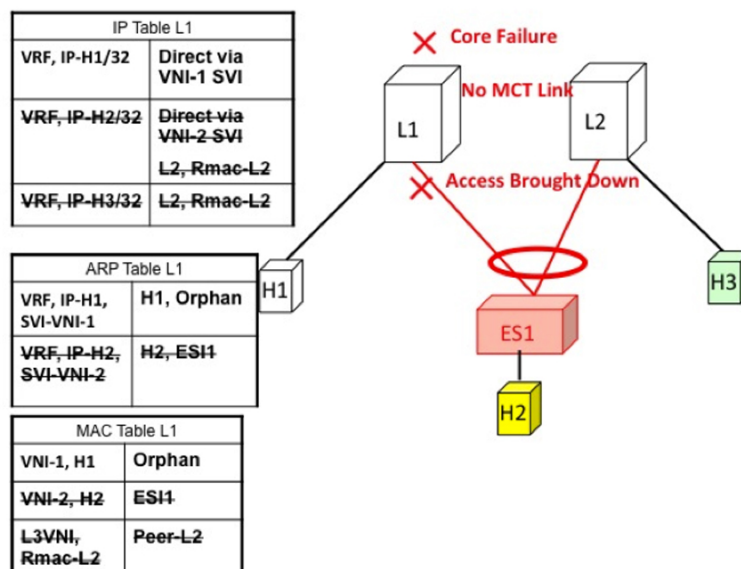 IP Table L1
VRF, IP-H1/32
Direct via
VNI-1 SVI
VRF, IP-H2/32
Direct via
VNI-2 SVI
L2, Rmac-L2
VRF, IP-H3/32
L2, Rmac-L2
ARP Table L1
VRF, IP-H1,
SVI-VNI-1
H1, Orphan
VRF, IP-H2,
SVI-VNI-2
H2, ESI1
MAC Table L1
VNI-1, H1
Orphan
VNI-2, H2
ESI1
L3VNI,
Rmac-L2
Peer-L2
Core Failure
No MCT Link
L1
L2
Access Brought Down
H1
H3
ES1
H2